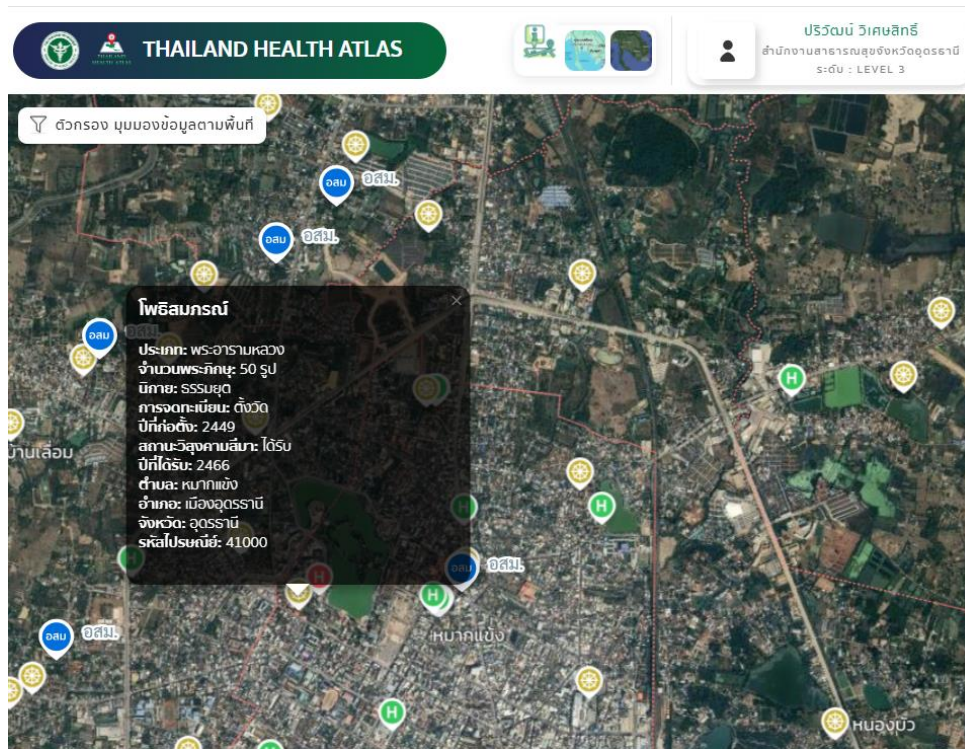 THAILAND HEALTH ATLAS
ปริวัฒน์ วิเศษสิทธิ์
สำนักงานสาธารณสุขจังหวัดอุดรธานี
ระดับ : LEVEL 3
ตัวกรอง มุมมองข้อมูลตามพื้นที่
อสม อสม.
อสม อสม.
โพธิสมภรณ์
อสม อสม.
ประเภท: พระอารามหลวง
จำนวนพระภิกษุ: 50 รูป
นิกาย: ธรรมยุต
การจดทะเบียน: ตั้งวัด
ปีที่ก่อตั้ง: 2449
สถานะวิสุงคามสีมา: ได้รับ
ปีที่ได้รับ: 2466
ตำบล: หมากแข้ง
อำเภอ: เมืองอุดรธานี
จังหวัด: อุดรธานี
รหัสไปรษณีย์: 41000
H
บ้านเลื่อม
H
H
H
H
อสม อสม.
H
หมากแข้ง
อสม อสม.
H
หนองบัว
H